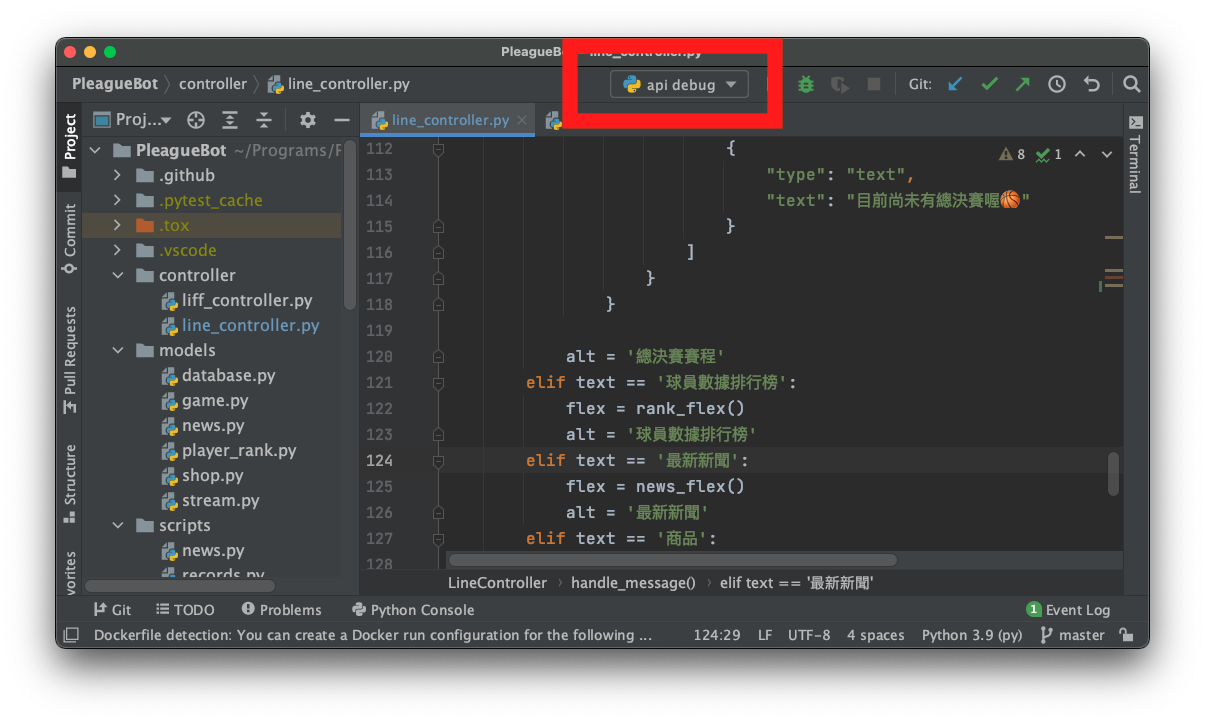 PleagueB line_controller.py
PleagueBot controller line_controller.py
api debug
Git:
Project
Commit
Pull Requests
Structure
vorites
Proj...
PleagueBot ~/Programs/P
.github
.pytest_cache
.tox
.vscode
controller
liff_controller.py
line_controller.py
models
database.py
game.py
news.py
player_rank.py
shop.py
stream.py
scripts
news.py
records.py
line_controller.py
8 1
112 {
113 "type": "text",
114 "text": "目前尚未有總決賽喔🏀"
115 }
116 ]
117 }
118 }
119
120 alt = '總決賽賽程'
121 elif text == '球員數據排行榜':
122 flex = rank_flex()
123 alt = '球員數據排行榜'
124 elif text == '最新新聞':
125 flex = news_flex()
126 alt = '最新新聞'
127 elif text == '商品':
128
LineController handle_message() elif text == '最新新聞'
Terminal
Git TODO Problems Python Console 1 Event Log
Dockerfile detection: You can create a Docker run configuration for the following ... 124:29 LF UTF-8 4 spaces Python 3.9 (py) master